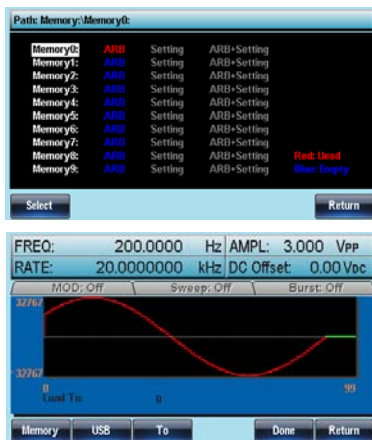 Path: Memory:\Memory0:
Memory0: ARB Setting ARB+Setting
Memory1: ARB Setting ARB+Setting
Memory2: ARB Setting ARB+Setting
Memory3: ARB Setting ARB+Setting
Memory4: ARB Setting ARB+Setting
Memory5: ARB Setting ARB+Setting
Memory6: ARB Setting ARB+Setting
Memory7: ARB Setting ARB+Setting
Memory8: ARB Setting ARB+Setting Red: Uesd
Memory9: ARB Setting ARB+Setting Blue: Empty
Select Return
FREQ: 200.0000 Hz AMPL: 3.000 VPP
RATE: 20.0000000 kHz DC Offset: 0.00 VDC
MOD: Off Sweep: Off Burst: Off
32767
-32767
0 99
Load To: 0
Memory USB To Done Return